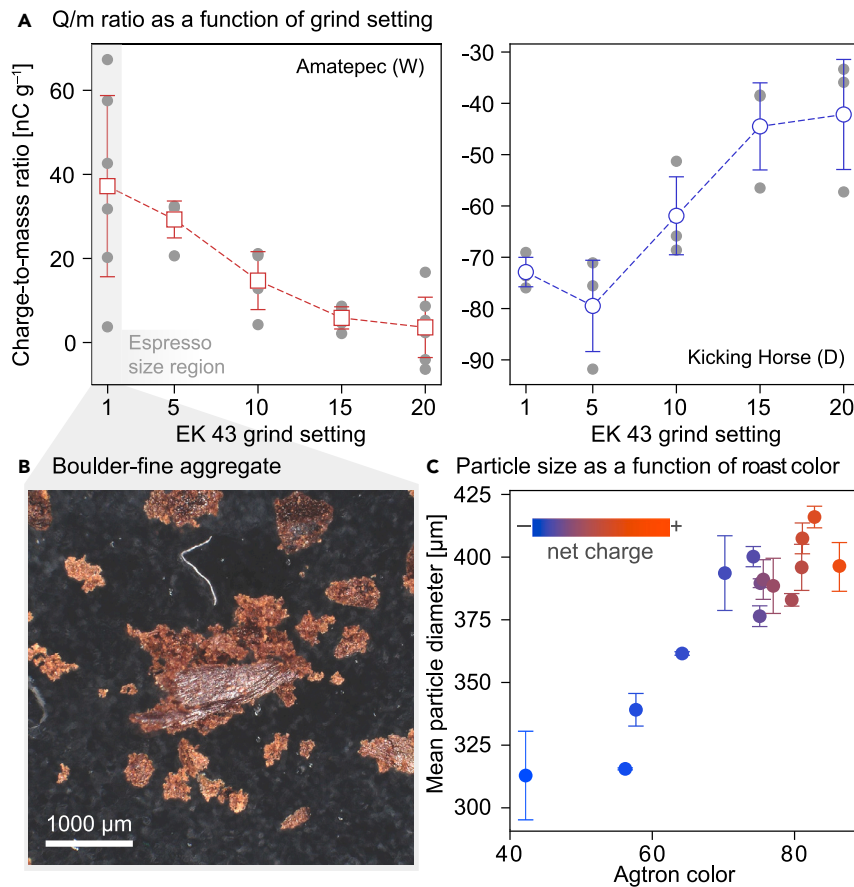 A Q/m ratio as a function of grind setting
Charge-to-masss ratio [nC g⁻¹]
60
40
20
0
Amatepec (W)
Espresso
size region
1 5 10 15 20
EK 43 grind setting
-30
-40
-50
-60
-70
-80
-90
Kicking Horse (D)
1 5 10 15 20
EK 43 grind setting
B Boulder-fine aggregate
1000 µm
C Particle size as a function of roast color
Mean particle diameter [µm]
425
400
375
350
325
300
− +
net charge
40 60 80
Agtron color